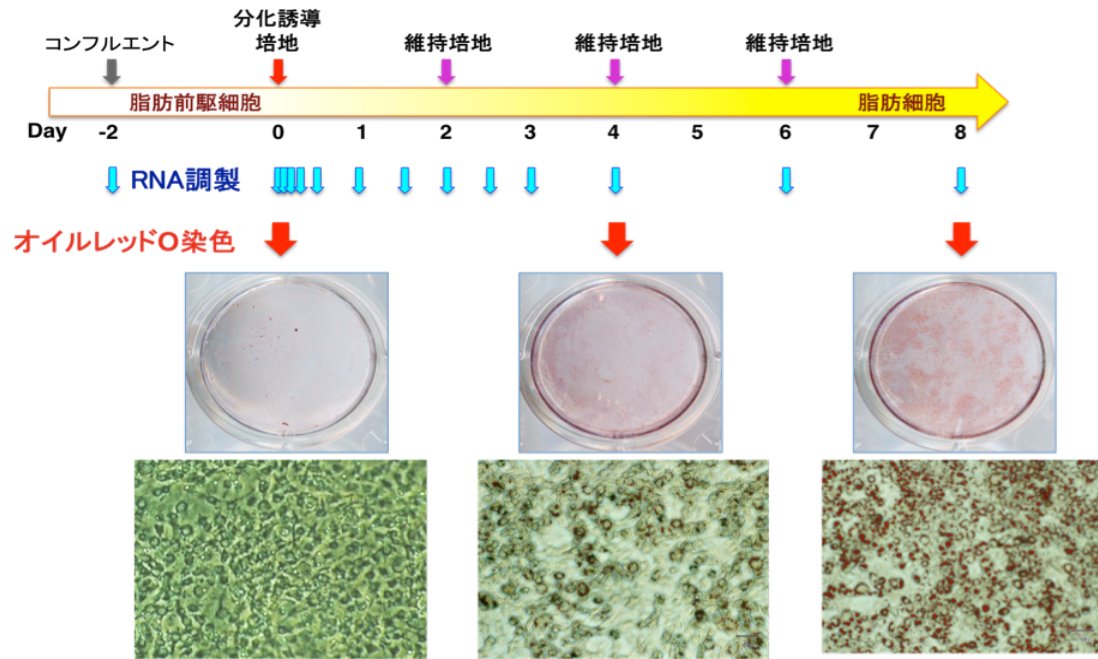 コンフルエント
分化誘導
培地
維持培地
維持培地
維持培地
脂肪前駆細胞
脂肪細胞
Day -2 0 1 2 3 4 5 6 7 8
RNA調製
オイルレッドO染色